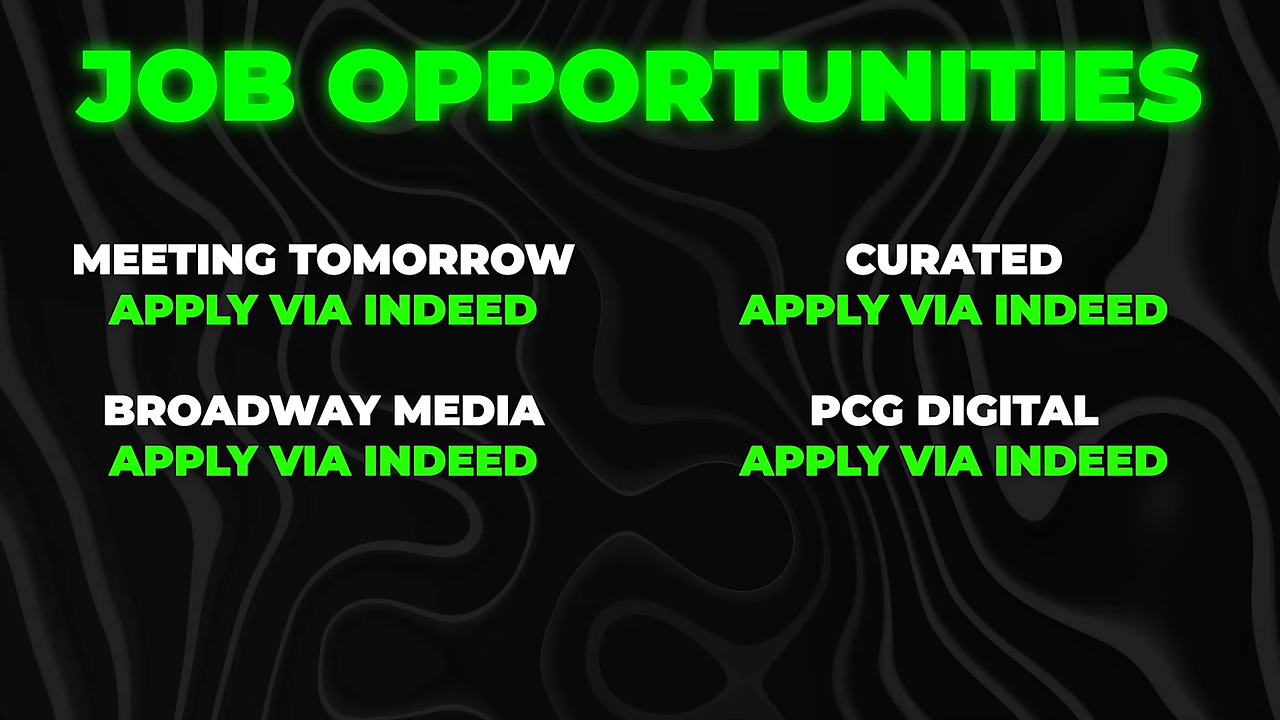 JOB OPPORTUNITIES
MEETING TOMORROW
APPLY VIA INDEED
CURATED
APPLY VIA INDEED
BROADWAY MEDIA
APPLY VIA INDEED
PCG DIGITAL
APPLY VIA INDEED